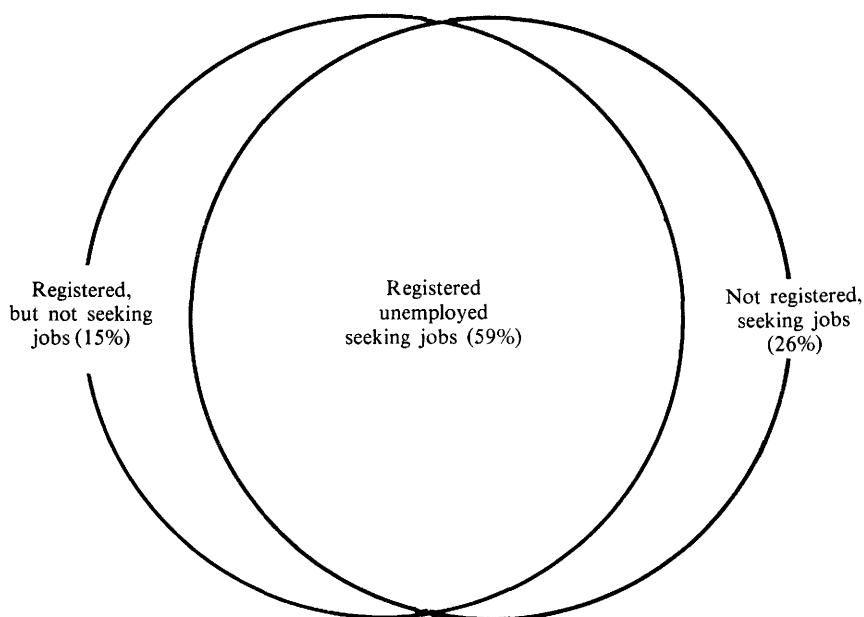 Registered,
but not seeking
jobs (15%)
Registered
unemployed
seeking jobs (59%)
Not registered,
seeking jobs
(26%)